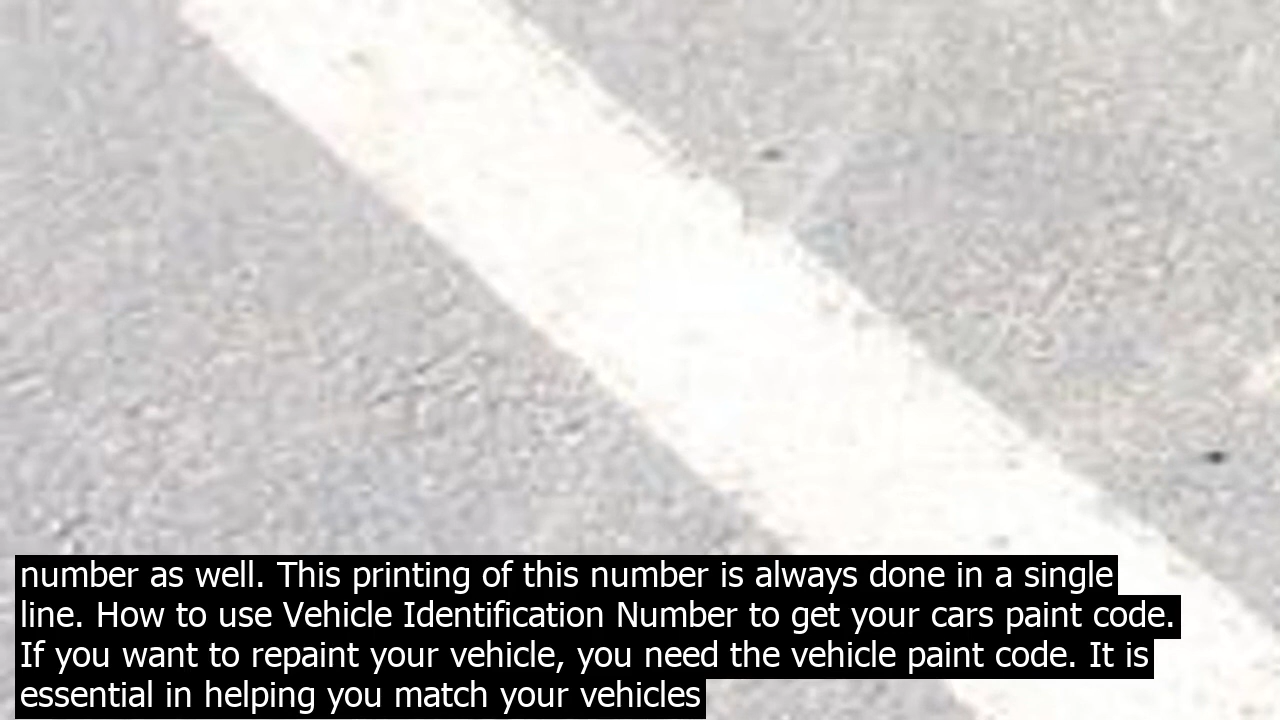 number as well. This printing of this number is always done in a single
line. How to use Vehicle Identification Number to get your cars paint code.
If you want to repaint your vehicle, you need the vehicle paint code. It is
essential in helping you match your vehicles